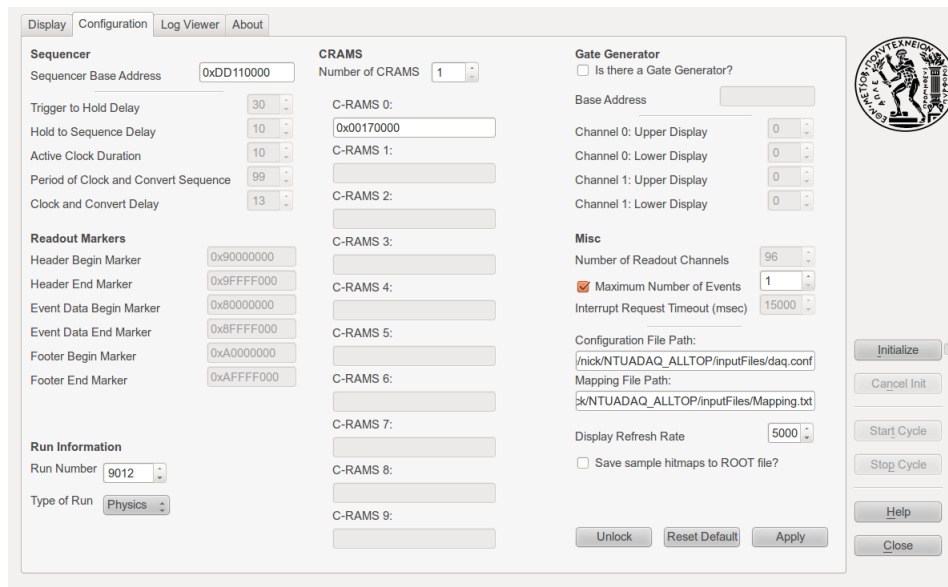 Display Configuration Log Viewer About
Sequencer
Sequencer Base Address 0xDD110000
Trigger to Hold Delay 30
Hold to Sequence Delay 10
Active Clock Duration 10
Period of Clock and Convert Sequence 99
Clock and Convert Delay 13
Readout Markers
Header Begin Marker 0x90000000
Header End Marker 0x9FFFF000
Event Data Begin Marker 0x80000000
Event Data End Marker 0x8FFFF000
Footer Begin Marker 0xA0000000
Footer End Marker 0xAFFFF000
Run Information
Run Number 9012
Type of Run Physics
CRAMS
Number of CRAMS 1
C-RAMS 0:
0x00170000
C-RAMS 1:
C-RAMS 2:
C-RAMS 3:
C-RAMS 4:
C-RAMS 5:
C-RAMS 6:
C-RAMS 7:
C-RAMS 8:
C-RAMS 9:
Gate Generator
Is there a Gate Generator?
Base Address
Channel 0: Upper Display 0
Channel 0: Lower Display 0
Channel 1: Upper Display 0
Channel 1: Lower Display 0
Misc
Number of Readout Channels 96
Maximum Number of Events 1
Interrupt Request Timeout (msec) 15000
Configuration File Path:
/nick/NTUADAQ_ALLTOP/inputFiles/daq.conf
Mapping File Path:
ck/NTUADAQ_ALLTOP/inputFiles/Mapping.txt
Display Refresh Rate 5000
Save sample hitmaps to ROOT file?
Unlock Reset Default Apply
Initialize
Cancel Init
Start Cycle
Stop Cycle
Help
Close